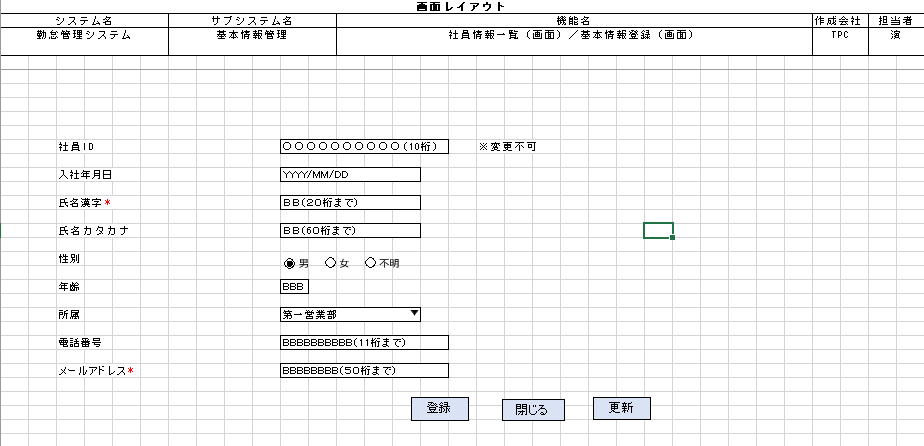 画面レイアウト
システム名 サブシステム名 機能名 作成会社 担当者
勤怠管理システム 基本情報管理 社員情報一覧（画面）／基本情報登録（画面） TPC 濱
社員ID 〇〇〇〇〇〇〇〇〇〇(10桁) ※変更不可
入社年月日 YYYY/MM/DD
氏名漢字* BB(20桁まで)
氏名カタカナ BB(60桁まで)
性別 男 女 不明
年齢 BBB
所属 第一営業部
電話番号 BBBBBBBBBB(11桁まで)
メールアドレス* BBBBBBBB(50桁まで)
登録 閉じる 更新